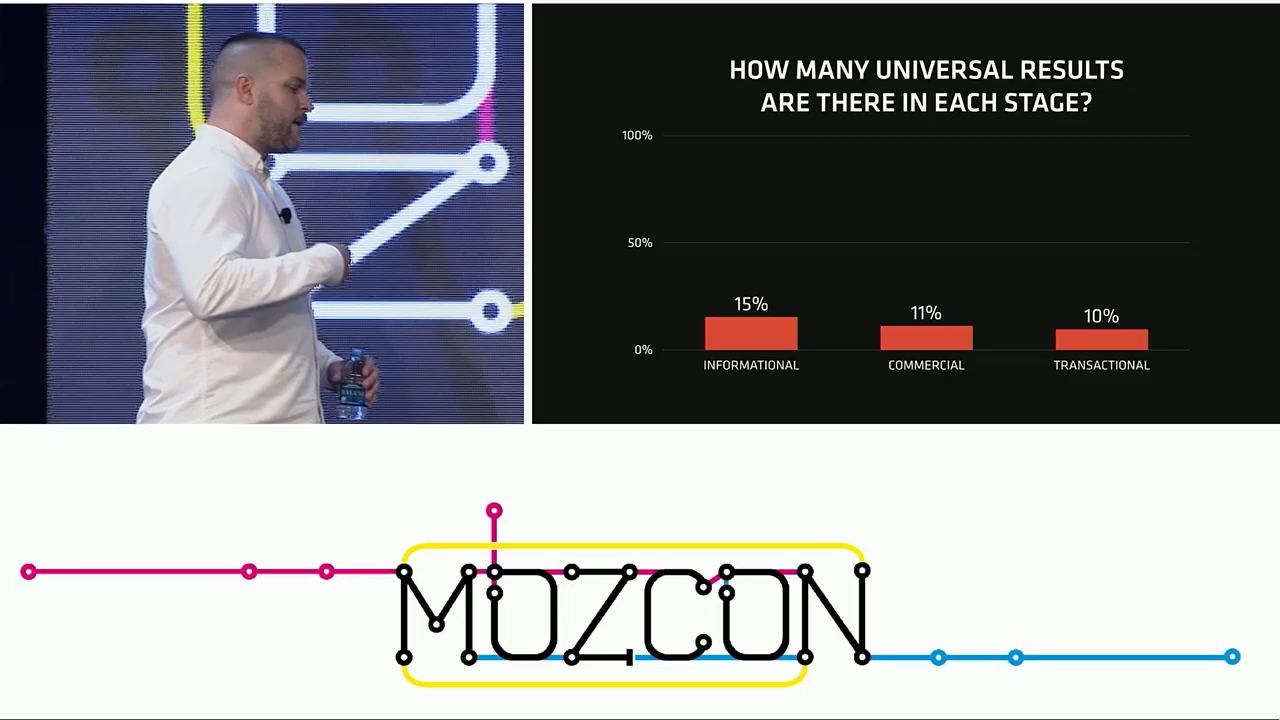 HOW MANY UNIVERSAL RESULTS
ARE THERE IN EACH STAGE?
100%
50%
0%
15%
11%
10%
INFORMATIONAL
COMMERCIAL
TRANSACTIONAL
MOZCON